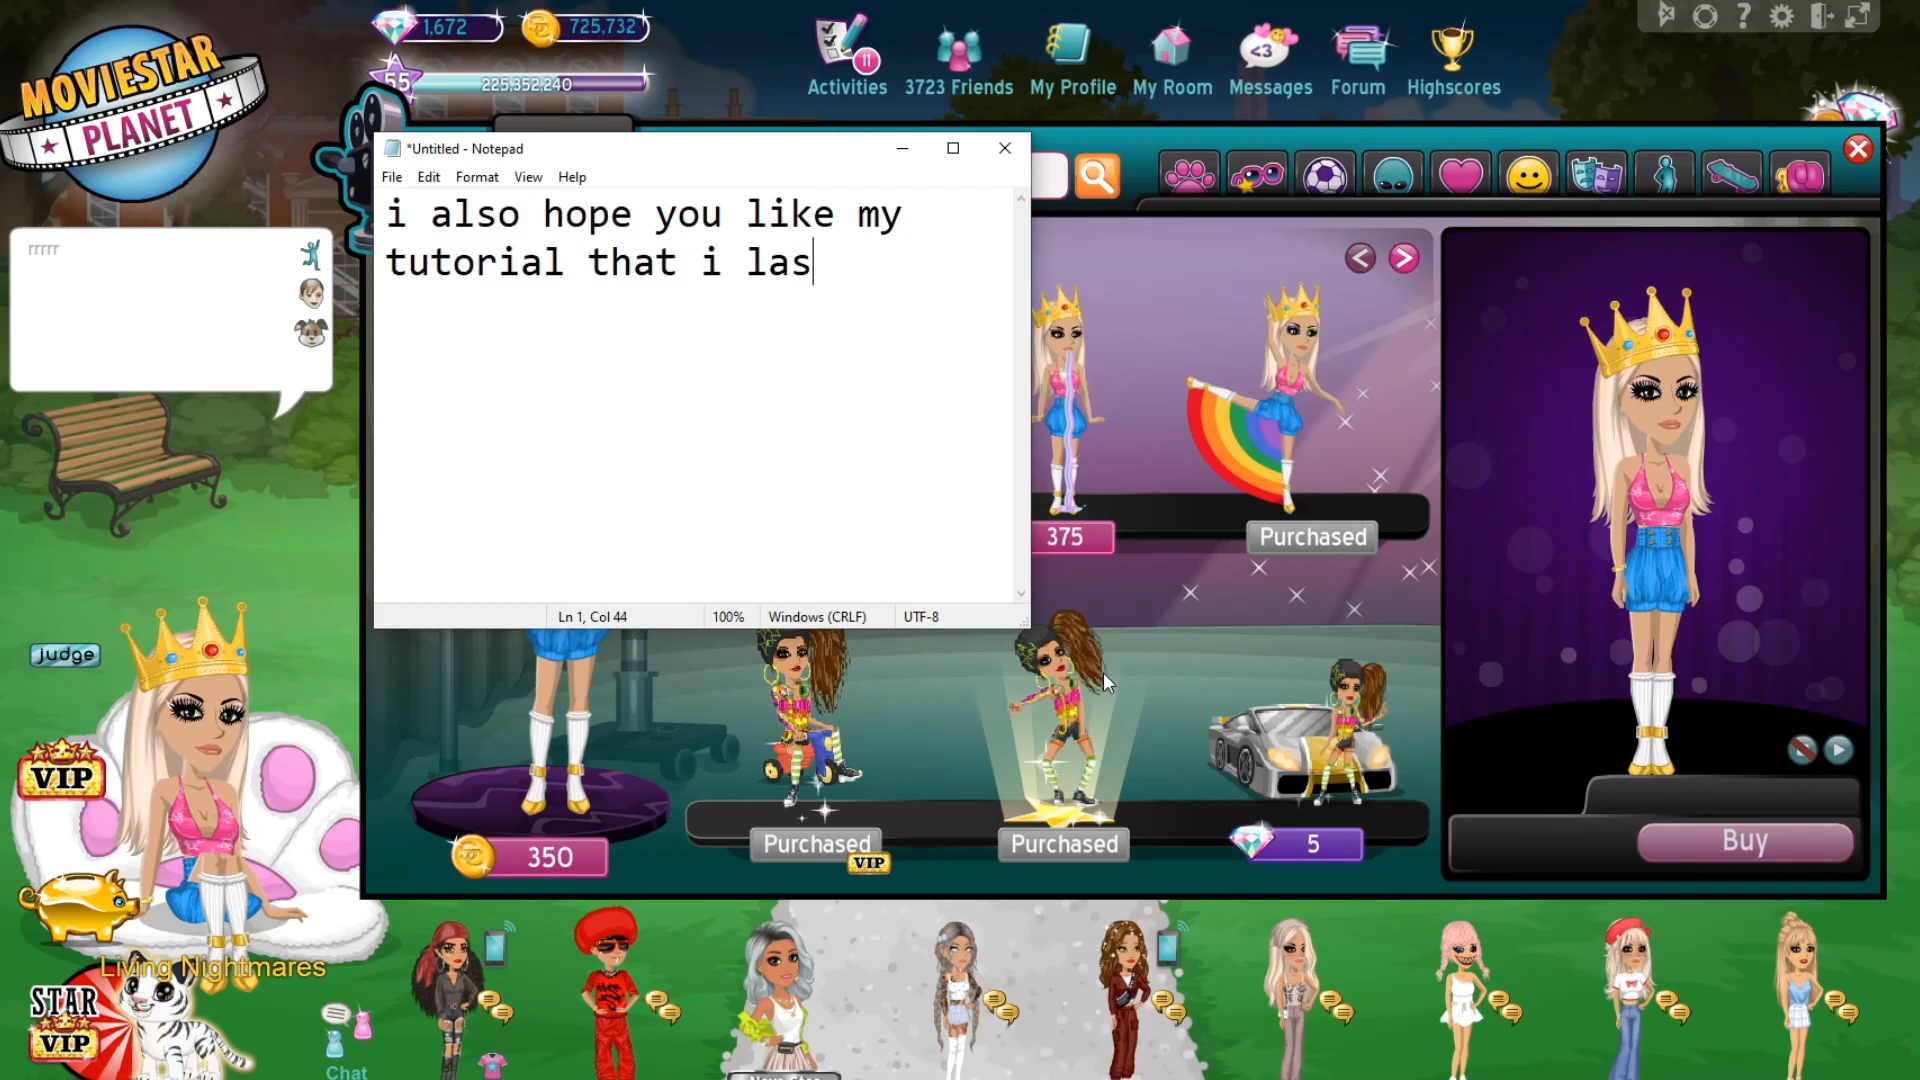 1,672
725,732
55
225,352,240
11
<3
Activities
3723 Friends
My Profile
My Room
Messages
Forum
Highscores
MOVIESTAR
PLANET
*Untitled - Notepad
File Edit Format View Help
i also hope you like my
tutorial that i las
Ln 1, Col 44
100%
Windows (CRLF)
UTF-8
rrrrr
375
Purchased
judge
VIP
350
Purchased
VIP
Purchased
5
Buy
Living Nightmares
STAR
VIP
Chat